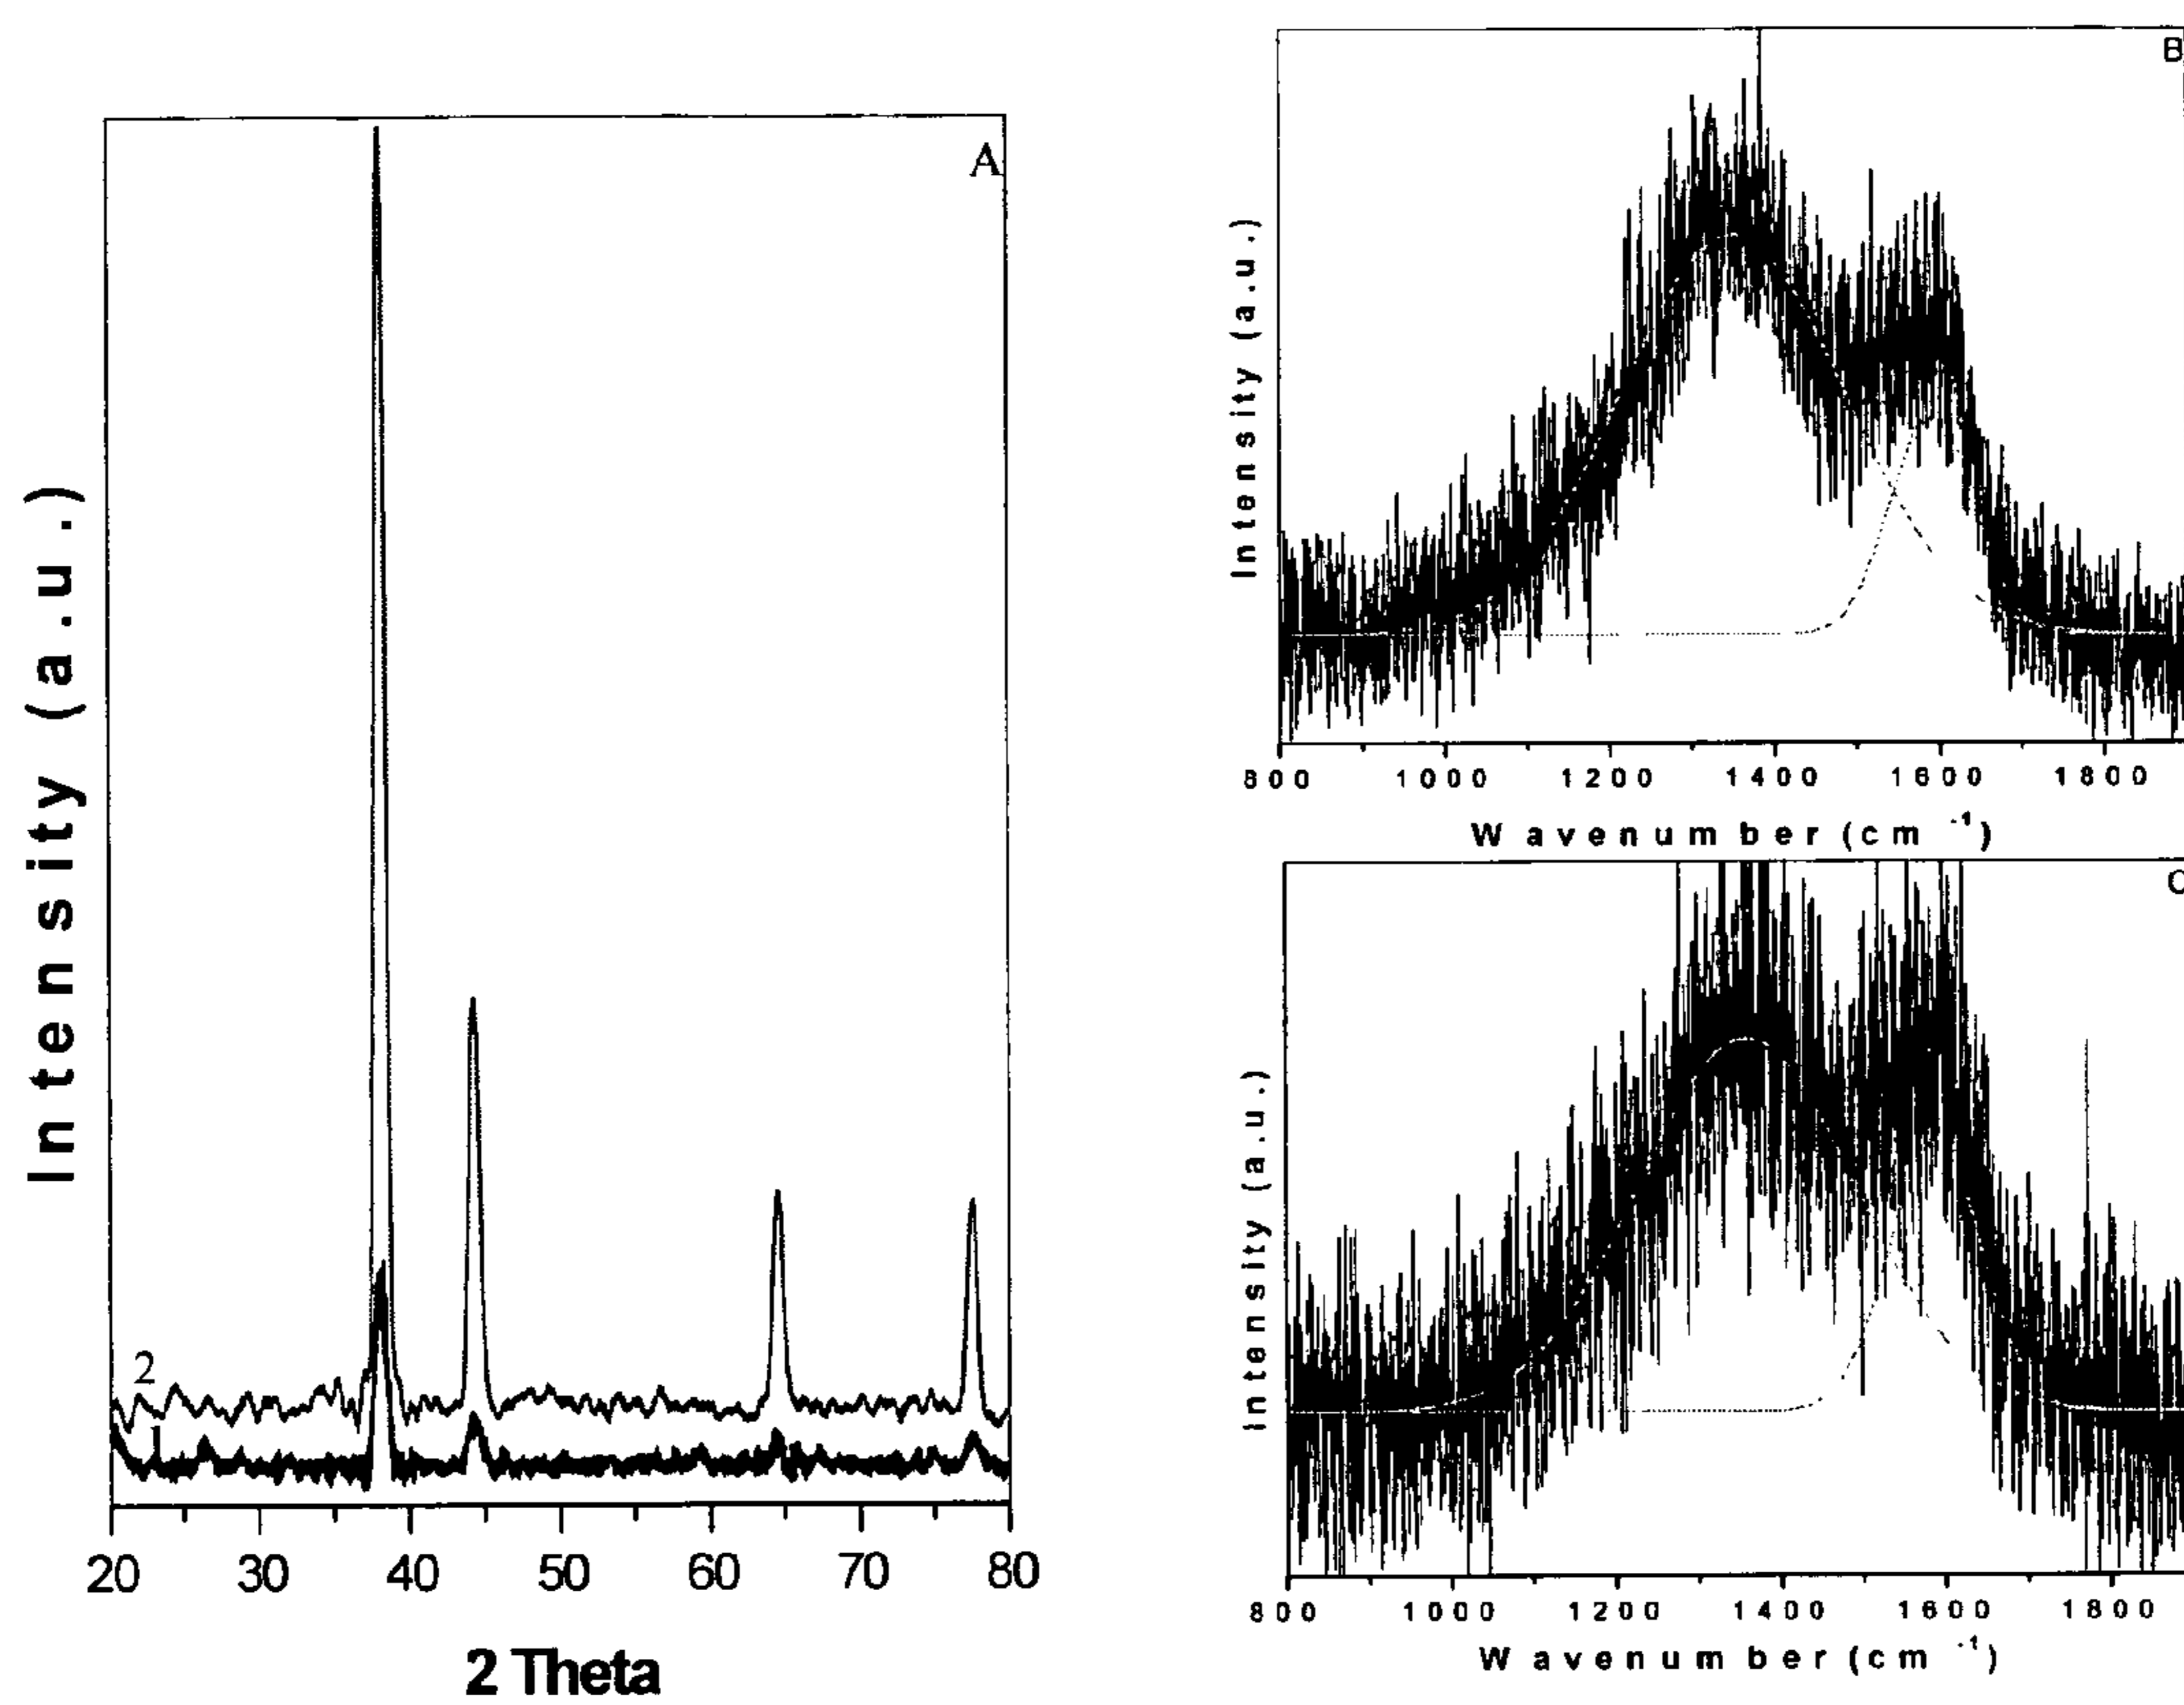 A
Intensity (a.u.)
2
1
20 30 40 50 60 70 80
2 Theta
B
Intensity (a.u.)
800 1000 1200 1400 1600 1800
Wavenumber (cm -1)
C
Intensity (a.u.)
800 1000 1200 1400 1600 1800
Wavenumber (cm -1)